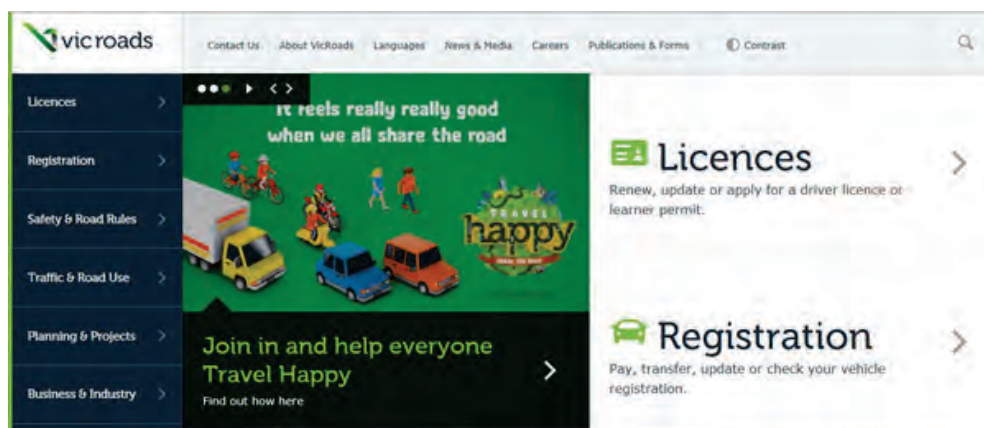 vicroads
Contact Us About VicRoads Languages News & Media Careers Publications & Forms Contrast
Licences
Registration
Safety & Road Rules
Traffic & Road Use
Planning & Projects
Business & Industry
It feels really really good
when we all share the road
TRAVEL
happy
Join in and help everyone
Travel Happy
Find out how here
Licences
Renew, update or apply for a driver licence or
learner permit.
Registration
Pay, transfer, update or check your vehicle
registration.